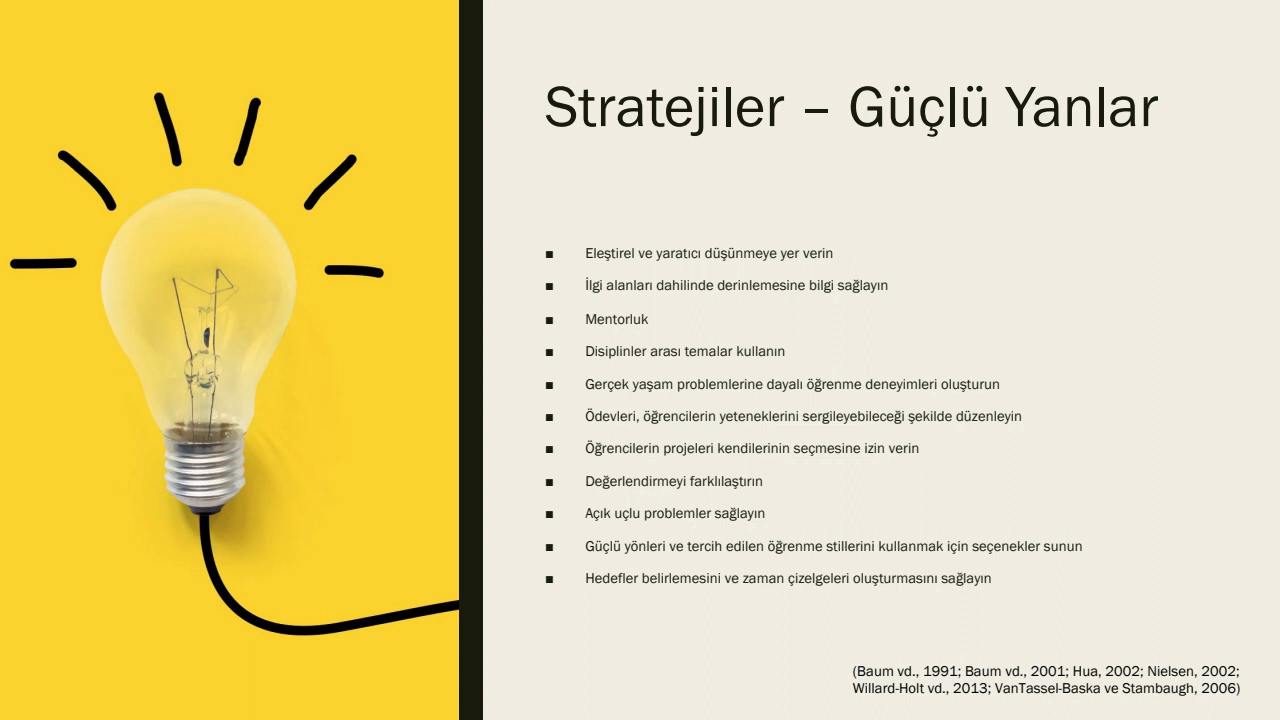 Stratejiler – Güçlü Yanlar
▪ Eleştirel ve yaratıcı düşünmeye yer verin
▪ İlgi alanları dahilinde derinlemesine bilgi sağlayın
▪ Mentorluk
▪ Disiplinler arası temalar kullanın
▪ Gerçek yaşam problemlerine dayalı öğrenme deneyimleri oluşturun
▪ Ödevleri, öğrencilerin yeteneklerini sergileyebileceği şekilde düzenleyin
▪ Öğrencilerin projeleri kendilerinin seçmesine izin verin
▪ Değerlendirmeyi farklılaştırın
▪ Açık uçlu problemler sağlayın
▪ Güçlü yönleri ve tercih edilen öğrenme stillerini kullanmak için seçenekler sunun
▪ Hedefler belirlemesini ve zaman çizelgeleri oluşturmasını sağlayın
(Baum vd., 1991; Baum vd., 2001; Hua, 2002; Nielsen, 2002;
Willard-Holt vd., 2013; VanTassel-Baska ve Stambaugh, 2006)